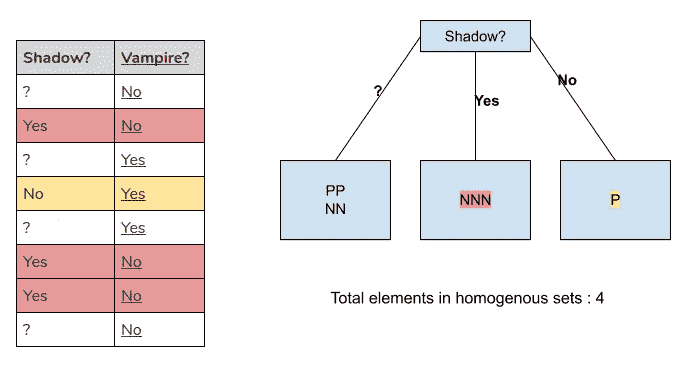 Shadow? Vampire?
? No
Yes No
? Yes
No Yes
? Yes
Yes No
Yes No
? No
Shadow?
? Yes No
PP
NN
NNN
P
Total elements in homogenous sets : 4